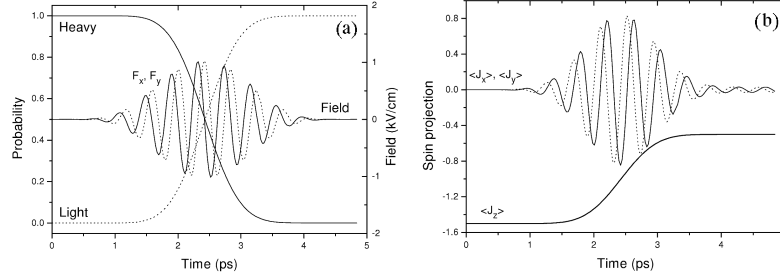 (a)
Heavy
F_x, F_y
Field
Light
Probability
1.0
0.8
0.6
0.4
0.2
0.0
2
1
0
-1
-2
Field (kV/cm)
0 1 2 3 4 5
Time (ps)
(b)
<J_x>, <J_y>
<J_z>
Spin projection
0.8
0.4
0.0
-0.4
-0.8
-1.2
-1.6
0 1 2 3 4
Time (ps)